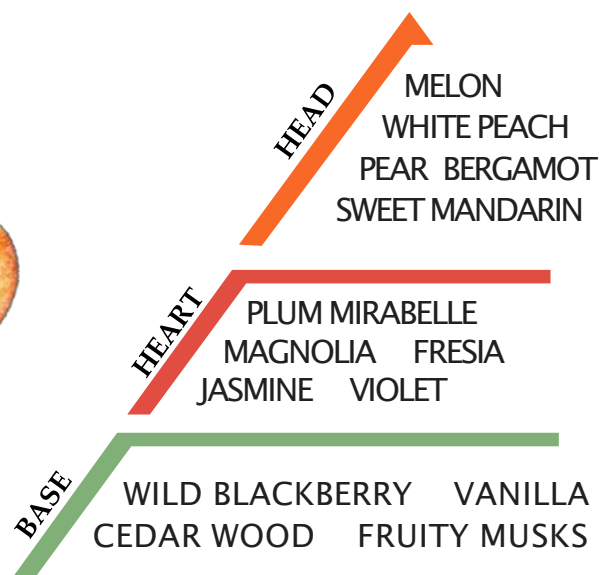 HEAD
MELON
WHITE PEACH
PEAR BERGAMOT
SWEET MANDARIN
HEART
PLUM MIRABELLE
MAGNOLIA FRESIA
JASMINE VIOLET
BASE
WILD BLACKBERRY VANILLA
CEDAR WOOD FRUITY MUSKS